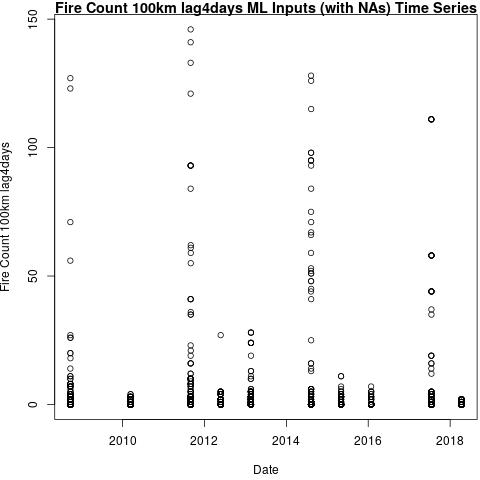 Fire Count 100km lag4days ML Inputs (with NAs) Time Series
Fire Count 100km lag4days
150
100
50
0
2010 2012 2014 2016 2018
Date